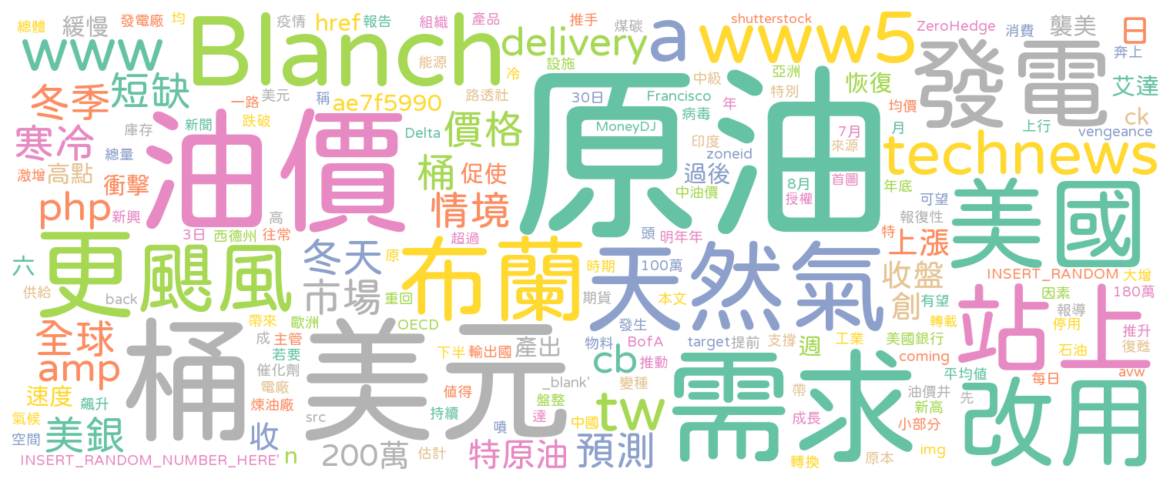 總體 均 疫情 href 報告 組織 產品 推手 shutterstock ZeroHedge 消費 襲美 日
發電廠 緩慢 www Blanch delivery a www5 發電 奔上
能源 冷 設施 煤碳 中級 亞洲 特別 恢復
冬季 短缺 一路 美元 稱 路透社 30日 Francisco 年 均價 艾達
ae7f5990 病毒 7月 月 上行 ck
寒冷 庫存 新聞 跌破 Delta 價格 MoneyDJ 印度 來源 vengeance
激增 高點 總量 油價 桶 促使 原油 zoneid technews
衝擊 過後 8月 首圖 年底 可望
php 新興 情境 中油價 授權 報復性 美國
3日 西德州 往常 高 超過 頭 明年年 特 上漲
六 更 颶風 冬天 原 布蘭 時期 100萬 天然氣 收盤 INSERT_RANDOM 大增
供給 back 市場 重回 期貨 本文 創 因素 180萬
全球 帶來 歐洲 OECD 發生 有望 站上 報導 停用
成 主管 下半 輸出國 產出 物料 BofA target 提前 支撐 週 工業 美國銀行 轉載 推升 石油
amp 桶 若要 美元 cb 推動 coming 復甦
催化劑 值得 _blank' 變種 需求 平均值 每日 avw
速度 飆升 電廠 盤整 tw 帶 油價井 先 改用
氣候 煉油廠 src 持續 達 中國 成長 新高
空間 美銀 收 噴 小部分
INSERT_RANDOM_NUMBER_HERE' n 200萬 估計 特原油 預測 轉換 原本 img